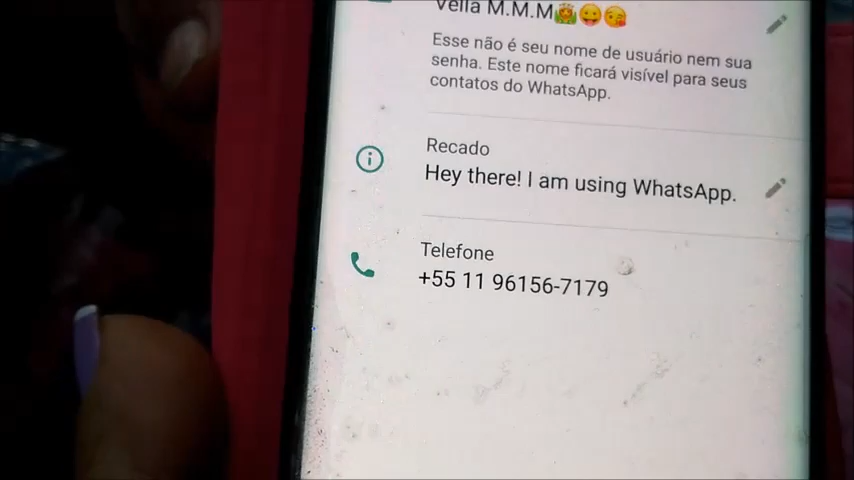 Vella M.M.M👸😛😘
Esse não é seu nome de usuário nem sua
senha. Este nome ficará visível para seus
contatos do WhatsApp.
Recado
Hey there! I am using WhatsApp.
Telefone
+55 11 96156-7179